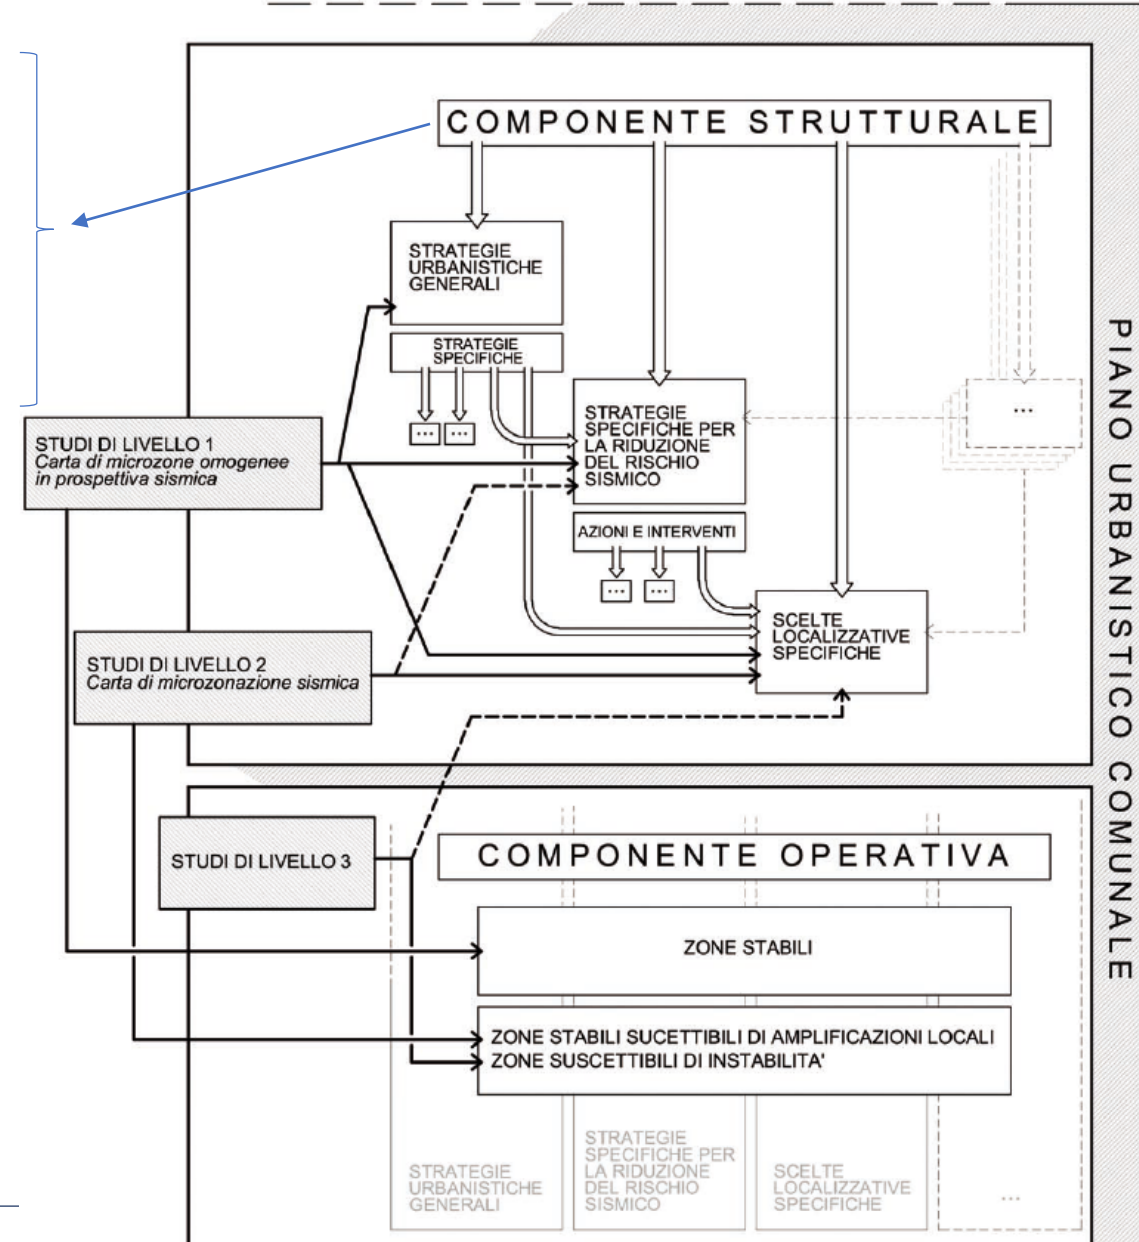 COMPONENTE STRUTTURALE
STRATEGIE
URBANISTICHE
GENERALI
STRATEGIE
SPECIFICHE
...
...
STRATEGIE
SPECIFICHE PER
LA RIDUZIONE
DEL RISCHIO
SISMICO
...
AZIONI E INTERVENTI
...
...
SCELTE
LOCALIZZATIVE
SPECIFICHE
STUDI DI LIVELLO 1
Carta di microzone omogenee
in prospettiva sismica
STUDI DI LIVELLO 2
Carta di microzonazione sismica
STUDI DI LIVELLO 3
COMPONENTE OPERATIVA
ZONE STABILI
ZONE STABILI SUCETTIBILI DI AMPLIFICAZIONI LOCALI
ZONE SUSCETTIBILI DI INSTABILITA'
STRATEGIE
URBANISTICHE
GENERALI
STRATEGIE
SPECIFICHE PER
LA RIDUZIONE
DEL RISCHIO
SISMICO
SCELTE
LOCALIZZATIVE
SPECIFICHE
...
PIANO URBANISTICO COMUNALE